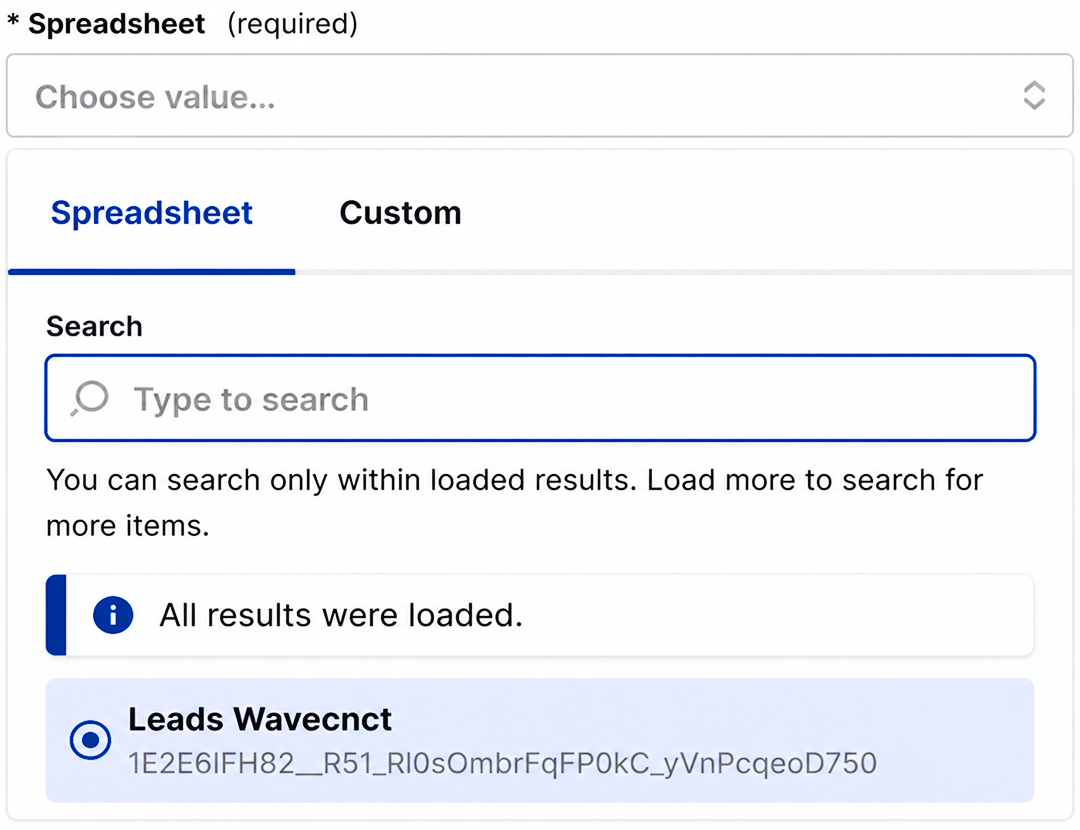 * Spreadsheet (required)
Choose value...
Spreadsheet Custom
Search
Type to search
You can search only within loaded results. Load more to search for
more items.
All results were loaded.
Leads Wavecnct
1E2E6IFH82__R51_RI0sOmbrFqFP0kC_yVnPcqeoD750